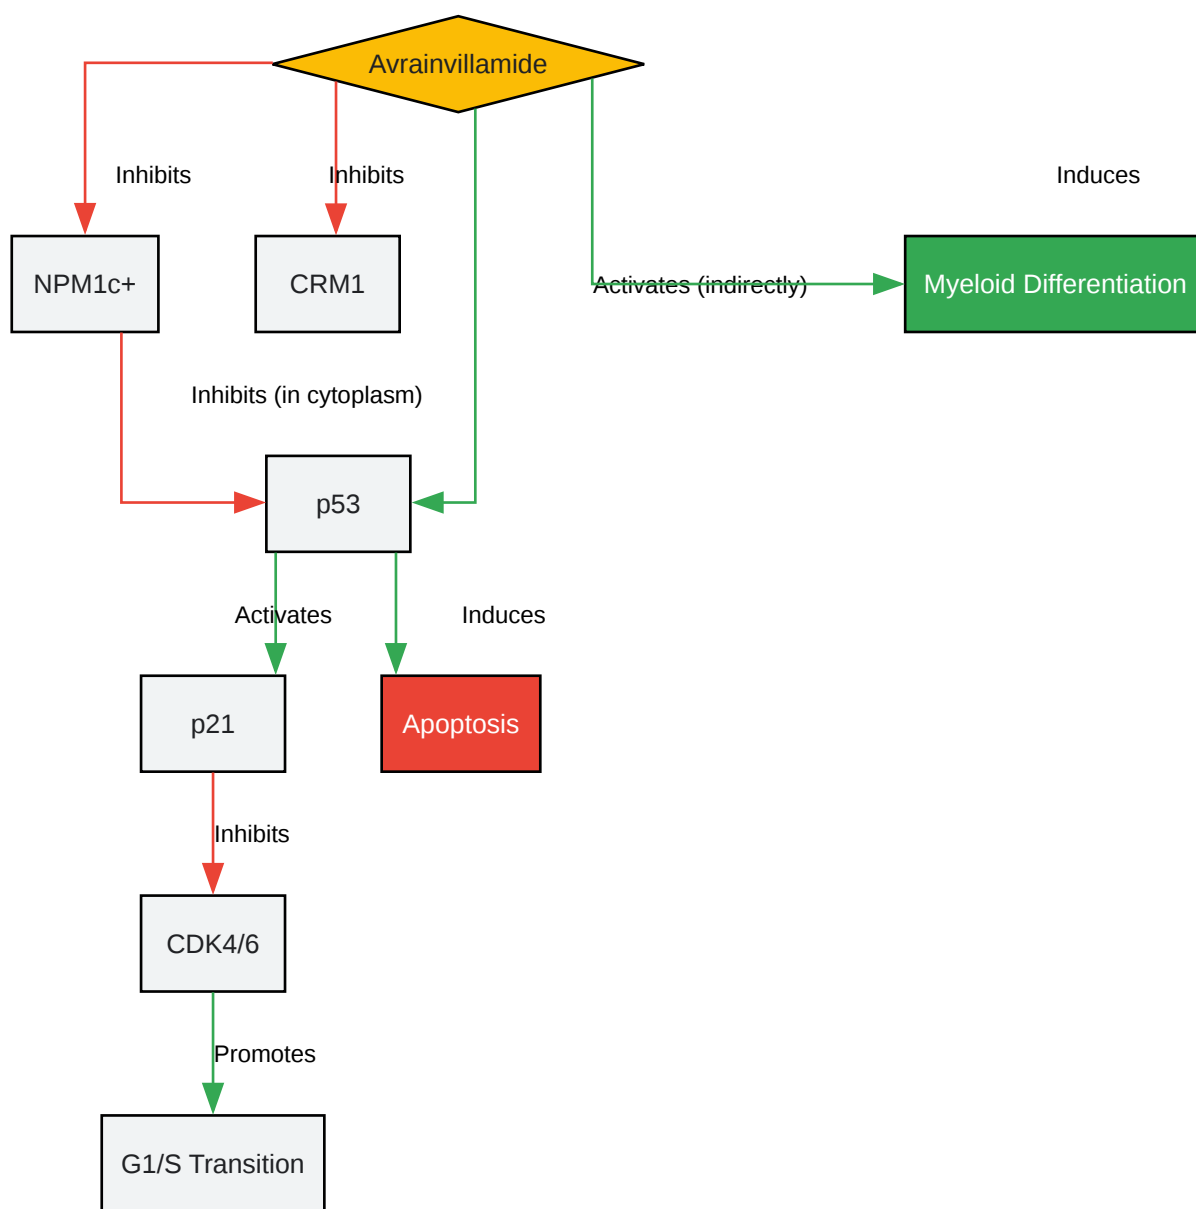 Avrainvillamide
Inhibits
Inhibits
Induces
NPM1c+
CRM1
Activates (indirectly)
Myeloid Differentiation
Inhibits (in cytoplasm)
p53
Activates
Induces
p21
Apoptosis
Inhibits
CDK4/6
Promotes
G1/S Transition